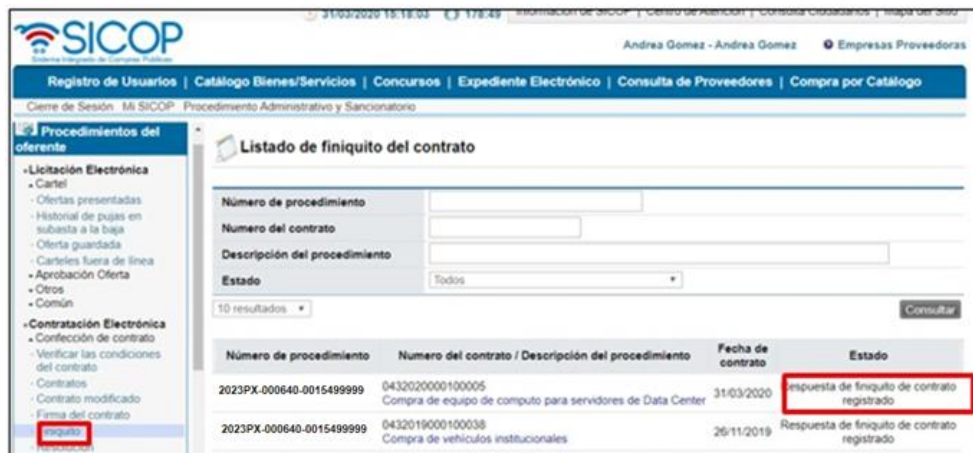 31/03/2020 15:18:03 178:49 Información de SICOP | Centro de Atención | Consulta Ciudadanos | Mapa del Sitio
SICOP
Sistema Integrado de Compras Públicas
Andrea Gomez - Andrea Gomez Empresas Proveedoras
Registro de Usuarios | Catálogo Bienes/Servicios | Concursos | Expediente Electrónico | Consulta de Proveedores | Compra por Catálogo
Cierre de Sesión Mi SICOP Procedimiento Administrativo y Sancionatorio
Procedimientos del
oferente
Licitación Electrónica
Cartel
Ofertas presentadas
Historial de pujas en
subasta a la baja
Oferta guardada
Carteles fuera de línea
Aprobación Oferta
Otros
Común
Contratación Electrónica
Confección de contrato
Verificar las condiciones
del contrato
Contratos
Contrato modificado
Firma del contrato
Finiquito
Resolución
Listado de finiquito del contrato
Número de procedimiento
Numero del contrato
Descripción del procedimiento
Estado Todos
10 resultados Consultar
Número de procedimiento Numero del contrato / Descripción del procedimiento Fecha de contrato Estado
2023PX-000640-0015499999 0432020000100005 31/03/2020 Respuesta de finiquito de contrato
Compra de equipo de computo para servidores de Data Center registrado
2023PX-000640-0015499999 0432019000100038 26/11/2019 Respuesta de finiquito de contrato
Compra de vehículos institucionales registrado